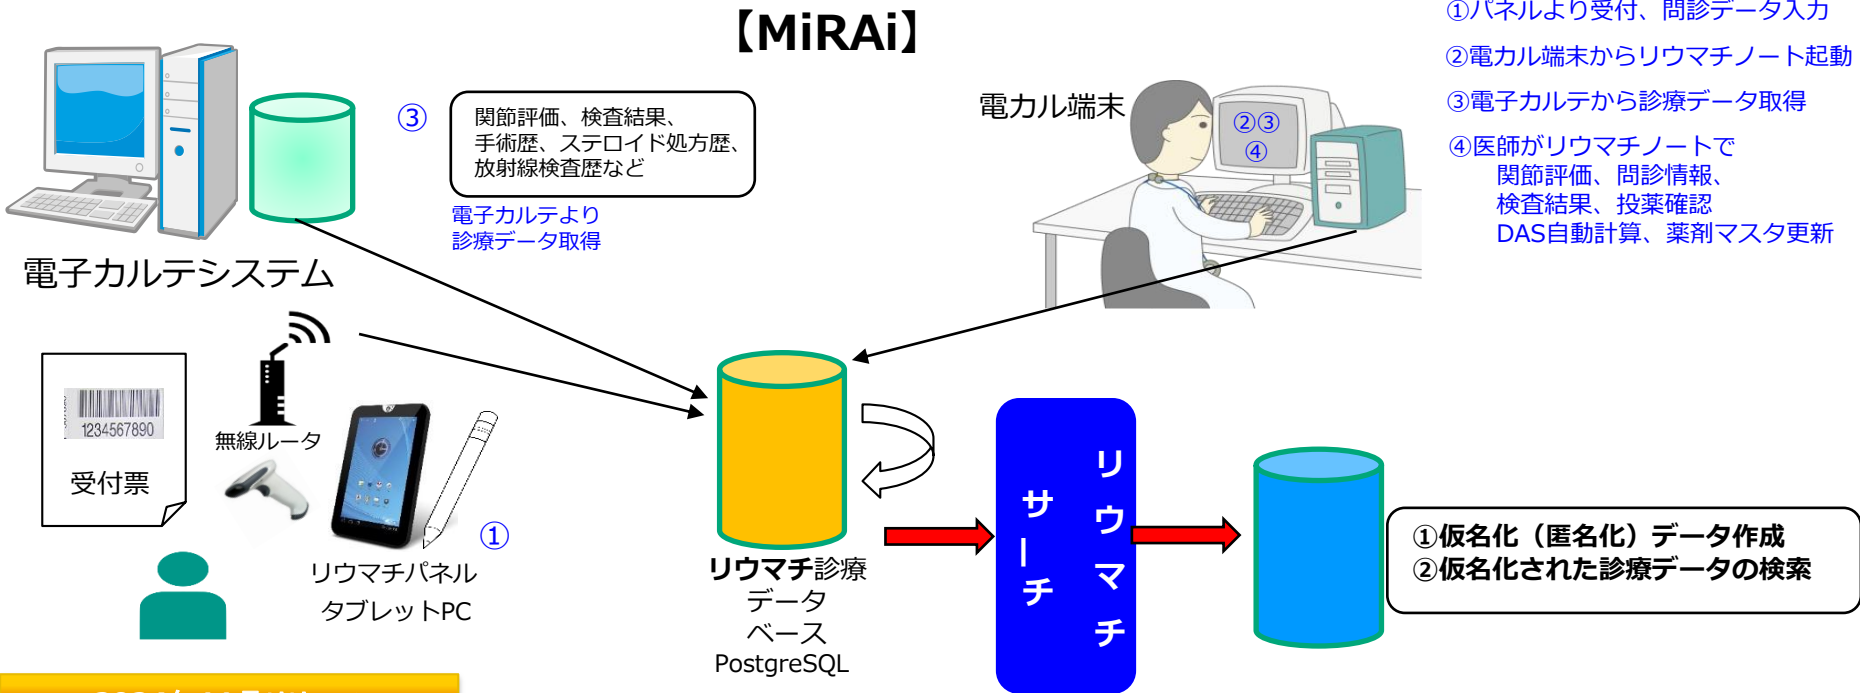 【MiRAi】
①パネルより受付、問診データ入力
②電カル端末からリウマチノート起動
③電子カルテから診療データ取得
④医師がリウマチノートで
関節評価、問診情報、
検査結果、投薬確認
DAS自動計算、薬剤マスタ更新
③
関節評価、検査結果、
手術歴、ステロイド処方歴、
放射線検査歴など
電子カルテより
診療データ取得
電子カルテシステム
電カル端末
②③
④
1234567890
受付票
無線ルータ
①
リウマチパネル
タブレットPC
リウマチ診療
データ
ベース
PostgreSQL
リウマチ
サーチ
①仮名化（匿名化）データ作成
②仮名化された診療データの検索